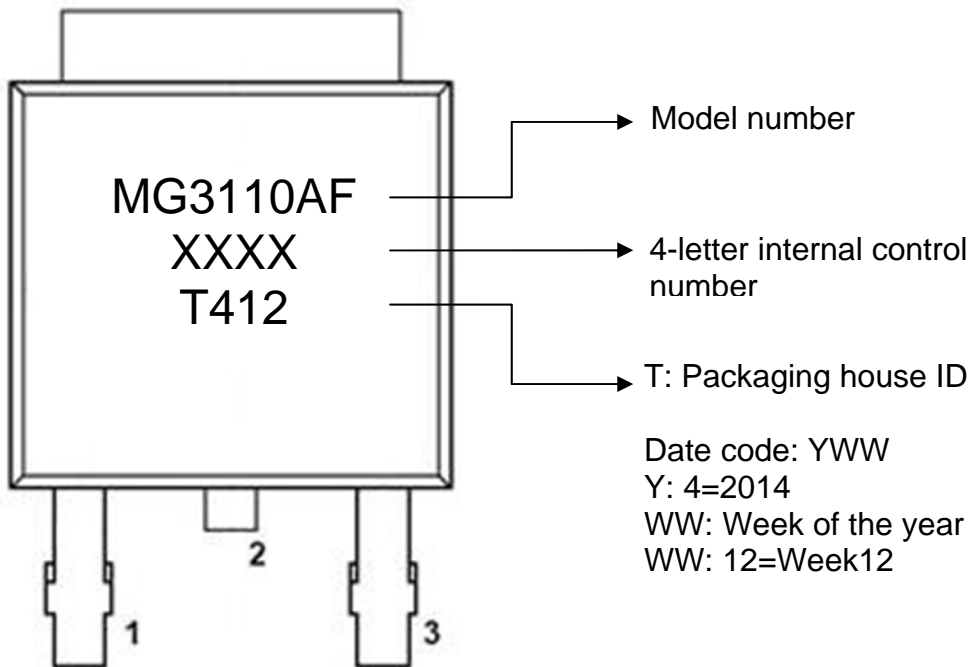 MG3110AF
XXXX
T412
Model number
4-letter internal control
number
T: Packaging house ID
Date code: YWW
Y: 4=2014
WW: Week of the year
WW: 12=Week12
2
1
3